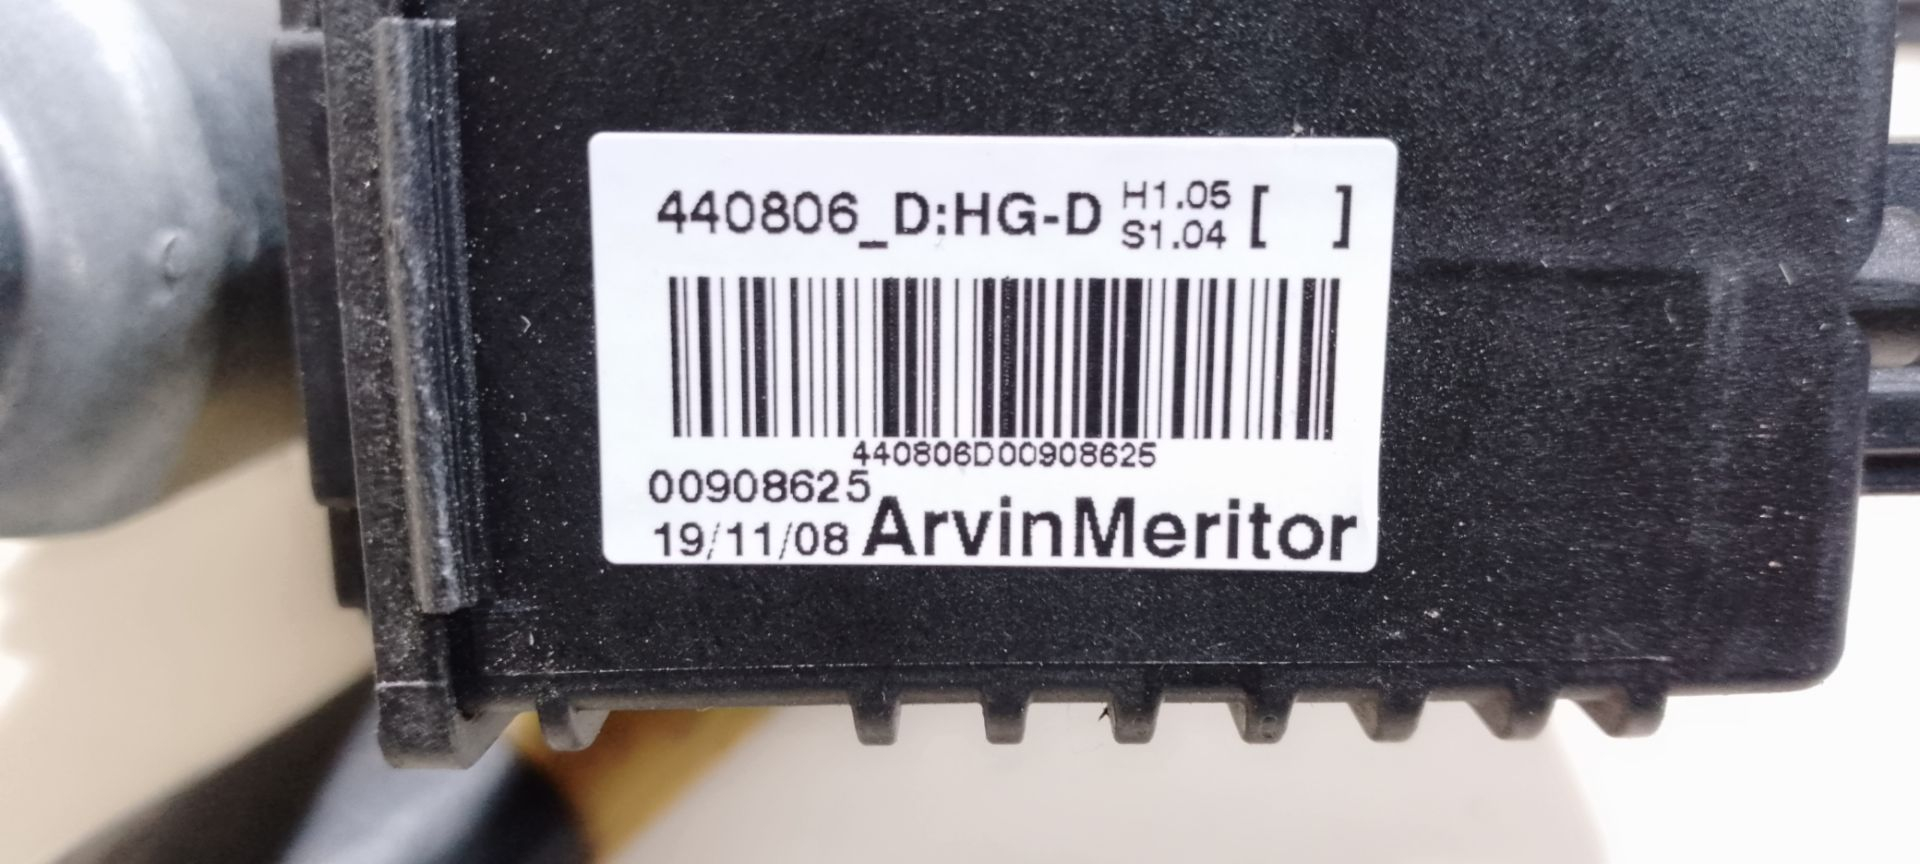 440806_D:HG-D H1.05 [ ]
S1.04
440806D00908625
00908625
19/11/08 ArvinMeritor